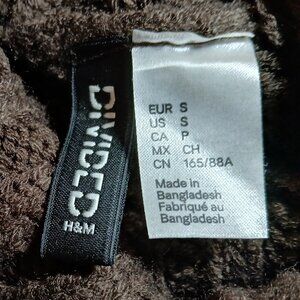 DIVIDED
H&M
EUR S
US S
CA P
MX CH
CN 165/88A
Made in
Bangladesh
Fabriqué au
Bangladesh